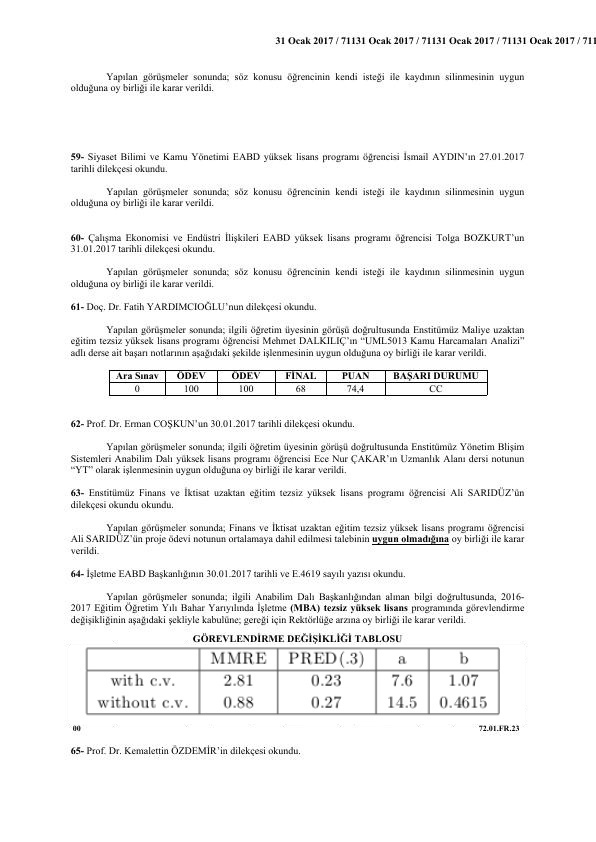 31 Ocak 2017 / 71131 Ocak 2017 / 71131 Ocak 2017 / 71131 Ocak 2017 / 711
Yapılan görüşmeler sonunda; söz konusu öğrencinin kendi isteği ile kaydının silinmesinin uygun
olduğuna oy birliği ile karar verildi.
59- Siyaset Bilimi ve Kamu Yönetimi EABD yüksek lisans programı öğrencisi İsmail AYDIN’ın 27.01.2017
tarihli dilekçesi okundu.
Yapılan görüşmeler sonunda; söz konusu öğrencinin kendi isteği ile kaydının silinmesinin uygun
olduğuna oy birliği ile karar verildi.
60- Çalışma Ekonomisi ve Endüstri İlişkileri EABD yüksek lisans programı öğrencisi Tolga BOZKURT’un
31.01.2017 tarihli dilekçesi okundu.
Yapılan görüşmeler sonunda; söz konusu öğrencinin kendi isteği ile kaydının silinmesinin uygun
olduğuna oy birliği ile karar verildi.
61- Doç. Dr. Fatih YARDIMCIOĞLU’nun dilekçesi okundu.
Yapılan görüşmeler sonunda; ilgili öğretim üyesinin görüşü doğrultusunda Enstitümüz Maliye uzaktan
eğitim tezsiz yüksek lisans programı öğrencisi Mehmet DALKILIÇ’ın “UML5013 Kamu Harcamaları Analizi”
adlı derse ait başarı notlarının aşağıdaki şekilde işlenmesinin uygun olduğuna oy birliği ile karar verildi.
Ara Sınav ÖDEV ÖDEV FİNAL PUAN BAŞARI DURUMU
0 100 100 68 74,4 CC
62- Prof. Dr. Erman COŞKUN’un 30.01.2017 tarihli dilekçesi okundu.
Yapılan görüşmeler sonunda; ilgili öğretim üyesinin görüşü doğrultusunda Enstitümüz Yönetim Blişim
Sistemleri Anabilim Dalı yüksek lisans programı öğrencisi Ece Nur ÇAKAR’ın Uzmanlık Alanı dersi notunun
“YT” olarak işlenmesinin uygun olduğuna oy birliği ile karar verildi.
63- Enstitümüz Finans ve İktisat uzaktan eğitim tezsiz yüksek lisans programı öğrencisi Ali SARIDÜZ’ün
dilekçesi okundu okundu.
Yapılan görüşmeler sonunda; Finans ve İktisat uzaktan eğitim tezsiz yüksek lisans programı öğrencisi
Ali SARIDÜZ’ün proje ödevi notunun ortalamaya dahil edilmesi talebinin uygun olmadığına oy birliği ile karar
verildi.
64- İşletme EABD Başkanlığının 30.01.2017 tarihli ve E.4619 sayılı yazısı okundu.
Yapılan görüşmeler sonunda; ilgili Anabilim Dalı Başkanlığından alınan bilgi doğrultusunda, 2016-
2017 Eğitim Öğretim Yılı Bahar Yarıyılında İşletme (MBA) tezsiz yüksek lisans programında görevlendirme
değişikliğinin aşağıdaki şekliyle kabulüne; gereği için Rektörlüğe arzına oy birliği ile karar verildi.
GÖREVLENDİRME DEĞİŞİKLİĞİ TABLOSU
MMRE PRED(.3) a b
with c.v. 2.81 0.23 7.6 1.07
without c.v. 0.88 0.27 14.5 0.4615
00 72.01.FR.23
65- Prof. Dr. Kemalettin ÖZDEMİR’in dilekçesi okundu.